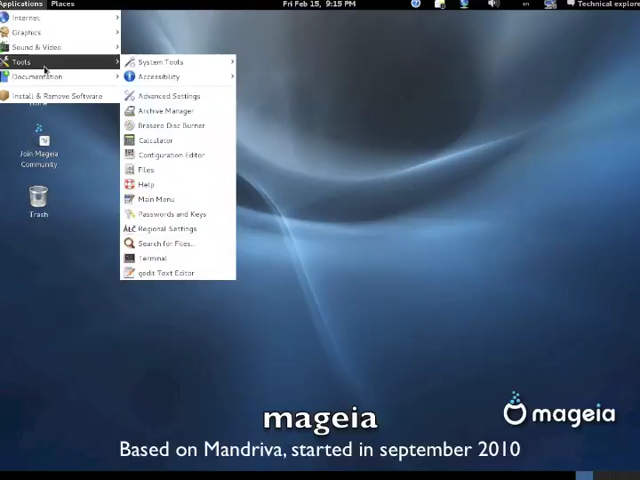 Applications Places Fri Feb 15, 9:15 PM en Technical explore
Internet
Graphics
Sound & Video
Tools
Documentation
Install & Remove Software
System Tools
Accessibility
Advanced Settings
Archive Manager
Brasero Disc Burner
Calculator
Configuration Editor
Files
Help
Main Menu
Passwords and Keys
Regional Settings
Search for Files...
Terminal
gedit Text Editor
Join Mageia
Community
Trash
mageia
mageia
Based on Mandriva, started in september 2010